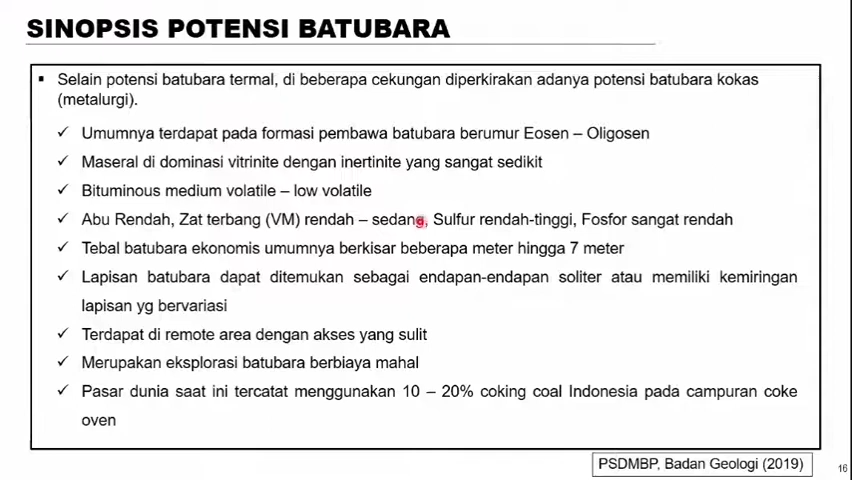 SINOPSIS POTENSI BATUBARA
▪ Selain potensi batubara termal, di beberapa cekungan diperkirakan adanya potensi batubara kokas
(metalurgi).
✓ Umumnya terdapat pada formasi pembawa batubara berumur Eosen – Oligosen
✓ Maseral di dominasi vitrinite dengan inertinite yang sangat sedikit
✓ Bituminous medium volatile – low volatile
✓ Abu Rendah, Zat terbang (VM) rendah – sedang, Sulfur rendah-tinggi, Fosfor sangat rendah
✓ Tebal batubara ekonomis umumnya berkisar beberapa meter hingga 7 meter
✓ Lapisan batubara dapat ditemukan sebagai endapan-endapan soliter atau memiliki kemiringan
lapisan yg bervariasi
✓ Terdapat di remote area dengan akses yang sulit
✓ Merupakan eksplorasi batubara berbiaya mahal
✓ Pasar dunia saat ini tercatat menggunakan 10 – 20% coking coal Indonesia pada campuran coke
oven
PSDMBP, Badan Geologi (2019)
16